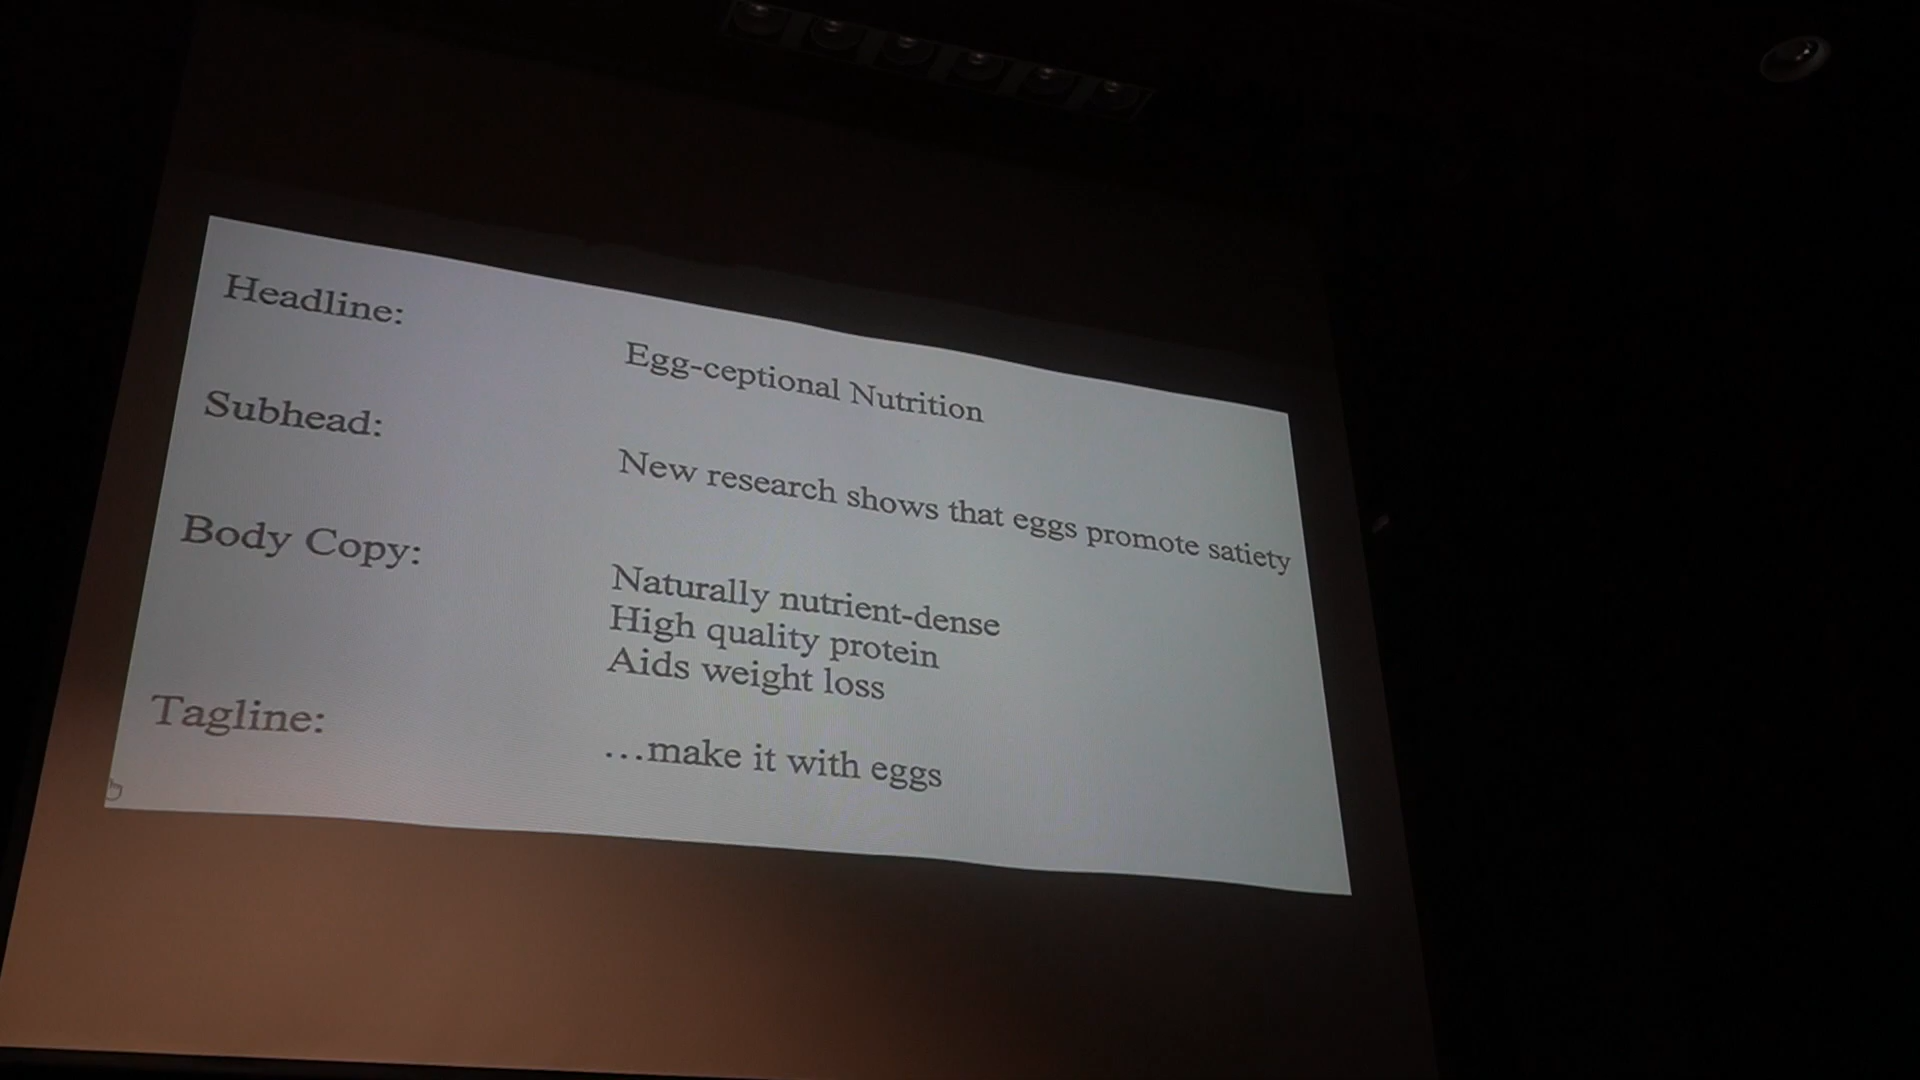 Headline:
Egg-ceptional Nutrition
Subhead:
New research shows that eggs promote satiety
Body Copy:
Naturally nutrient-dense
High quality protein
Aids weight loss
Tagline:
…make it with eggs